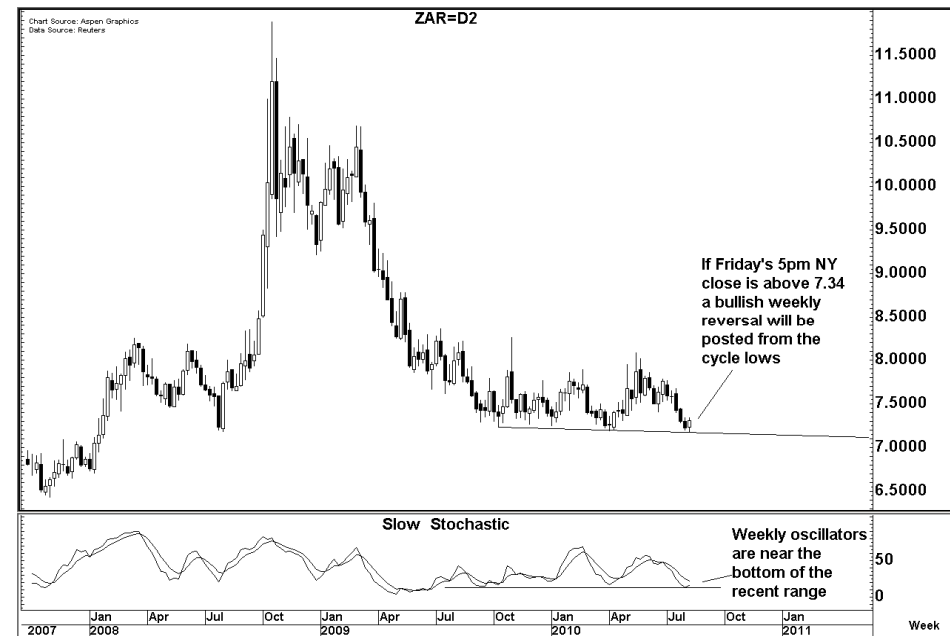 Chart Source: Aspen Graphics
Data Source: Reuters
ZAR=D2
11.5000
11.0000
10.5000
10.0000
9.5000
9.0000
8.5000
8.0000
7.5000
7.0000
6.5000
If Friday's 5pm NY
close is above 7.34
a bullish weekly
reversal will be
posted from the
cycle lows
Slow Stochastic
Weekly oscillators
are near the
bottom of the
recent range
50
0
Jan Apr Jul Oct Jan Apr Jul Oct Jan Apr Jul Oct Jan
2007 2008 2009 2010 2011 Week